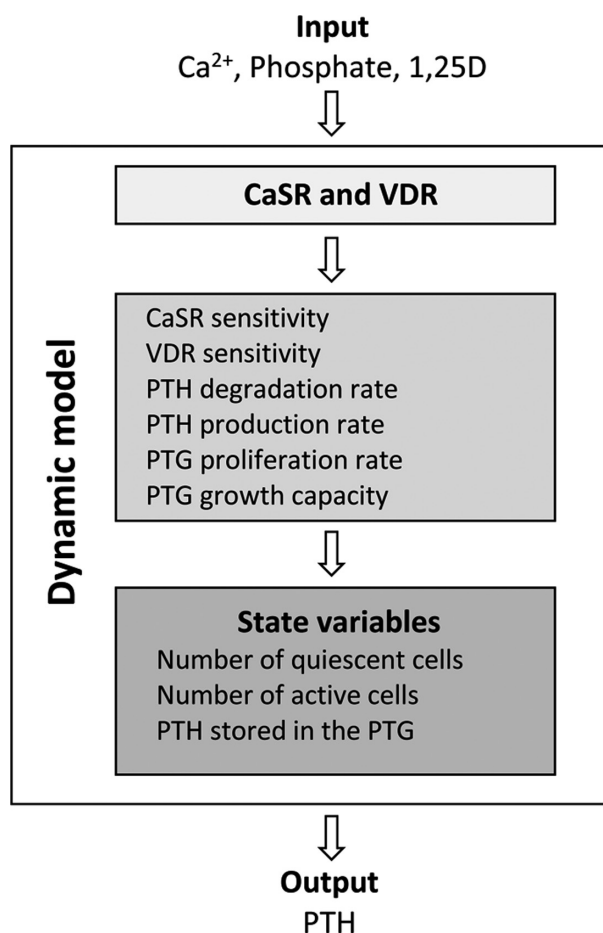 Input
Ca²⁺, Phosphate, 1,25D
CaSR and VDR
Dynamic model
CaSR sensitivity
VDR sensitivity
PTH degradation rate
PTH production rate
PTG proliferation rate
PTG growth capacity
State variables
Number of quiescent cells
Number of active cells
PTH stored in the PTG
Output
PTH